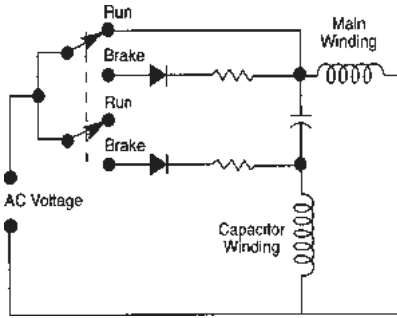 Run
Main
Winding
Brake
Run
Brake
AC Voltage
Capacitor
Winding